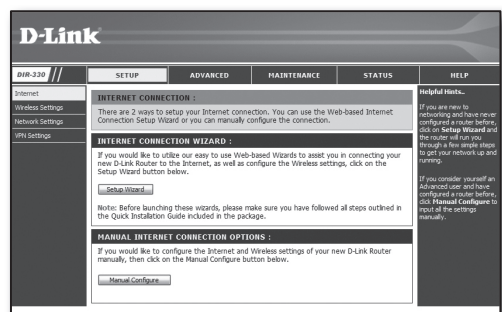 D-Link
DIR-330
SETUP
ADVANCED
MAINTENANCE
STATUS
HELP
Internet
Wireless Settings
Network Settings
VPN Settings
INTERNET CONNECTION :
There are 2 ways to setup your Internet connection. You can use the Web-based Internet
Connection Setup Wizard or you can manually configure the connection.
INTERNET CONNECTION WIZARD :
If you would like to utilize our easy to use Web-based Wizards to assist you in connecting your
new D-Link Router to the Internet, as well as configure the Wireless settings, click on the
Setup Wizard button below.
Setup Wizard
Note: Before launching these wizards, please make sure you have followed all steps outlined in
the Quick Installation Guide included in the package.
MANUAL INTERNET CONNECTION OPTIONS :
If you would like to configure the Internet and Wireless settings of your new D-Link Router
manually, then click on the Manual Configure button below.
Manual Configure
Helpful Hints..
If you are new to
networking and have never
configured a router before,
click on Setup Wizard and
the router will run you
through a few simple steps
to get your network up and
running.
If you consider yourself an
Advanced user and have
configured a router before,
click Manual Configure to
input all the settings
manually.